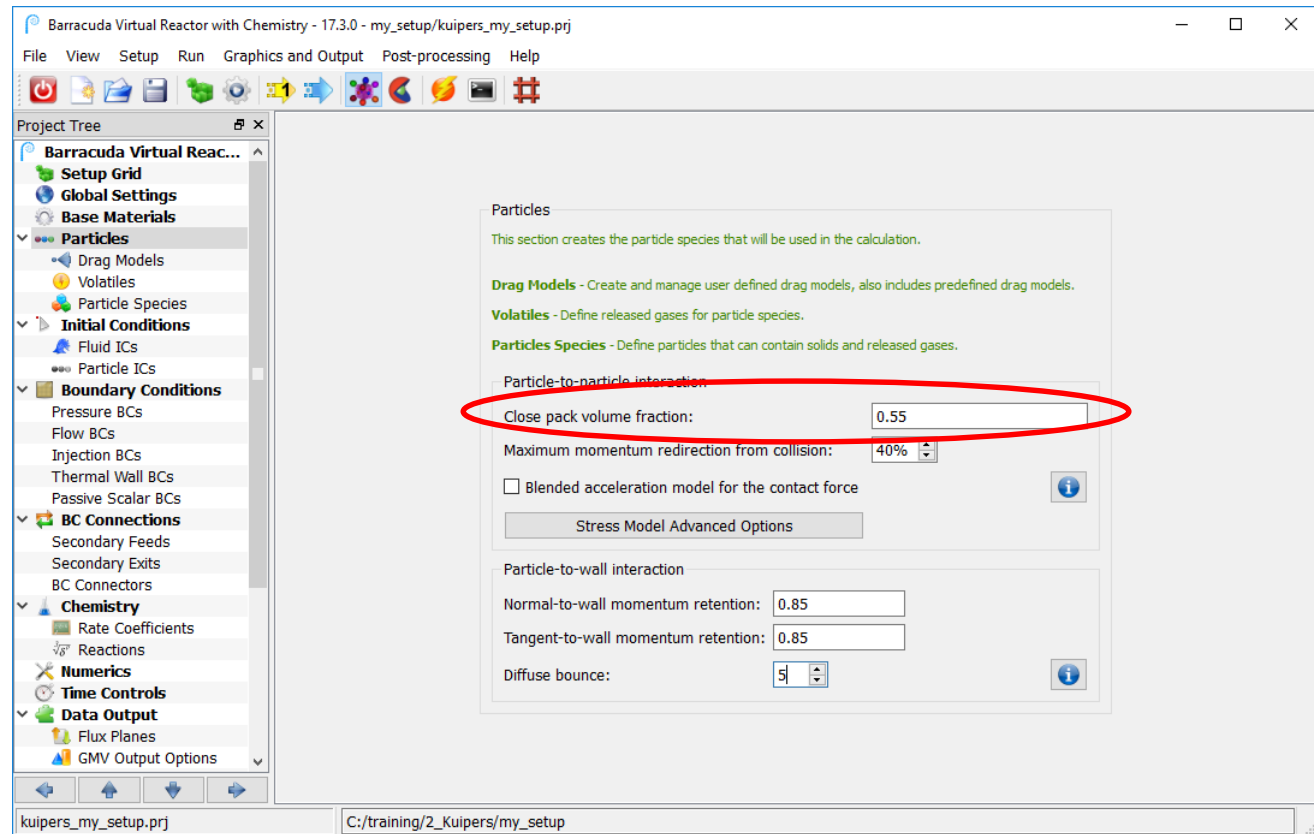 Barracuda Virtual Reactor with Chemistry - 17.3.0 - my_setup/kuipers_my_setup.prj
File View Setup Run Graphics and Output Post-processing Help
1
Project Tree
Barracuda Virtual Reac...
Setup Grid
Global Settings
Base Materials
Particles
Drag Models
Volatiles
Particle Species
Initial Conditions
Fluid ICs
Particle ICs
Boundary Conditions
Pressure BCs
Flow BCs
Injection BCs
Thermal Wall BCs
Passive Scalar BCs
BC Connections
Secondary Feeds
Secondary Exits
BC Connectors
Chemistry
Rate Coefficients
Reactions
Numerics
Time Controls
Data Output
Flux Planes
GMV Output Options
Particles
This section creates the particle species that will be used in the calculation.
Drag Models - Create and manage user defined drag models, also includes predefined drag models.
Volatiles - Define released gases for particle species.
Particles Species - Define particles that can contain solids and released gases.
Particle-to-particle interaction
Close pack volume fraction: 0.55
Maximum momentum redirection from collision: 40%
Blended acceleration model for the contact force
Stress Model Advanced Options
Particle-to-wall interaction
Normal-to-wall momentum retention: 0.85
Tangent-to-wall momentum retention: 0.85
Diffuse bounce: 5
kuipers_my_setup.prj
C:/training/2_Kuipers/my_setup